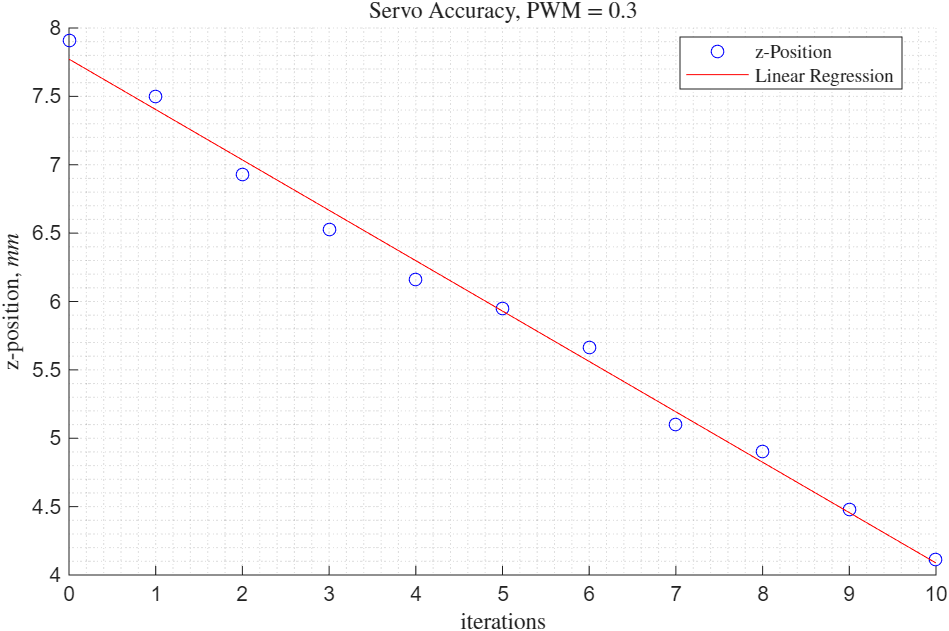 Servo Accuracy, PWM = 0.3
z-Position
Linear Regression
8
7.5
7
6.5
6
5.5
5
4.5
4
z-position, mm
0 1 2 3 4 5 6 7 8 9 10
iterations